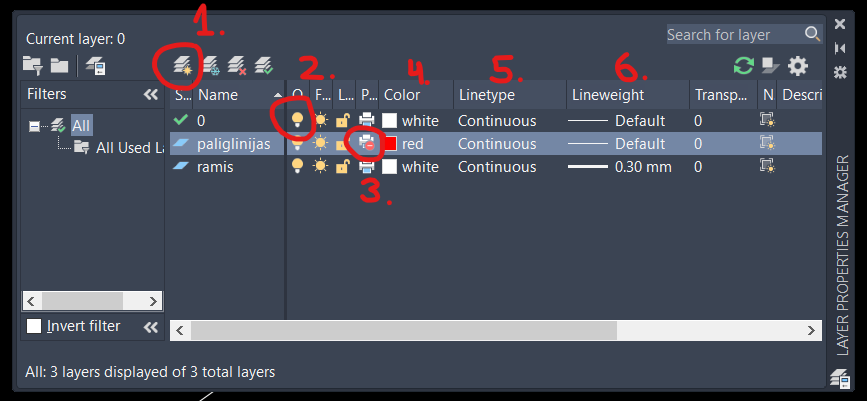 1.
Current layer: 0
Search for layer
2. 4. 5. 6.
Filters
S... Name O F... L... P... Color Linetype Lineweight Transp... N Descri
0 white Continuous Default 0
All
paliglinijas red Continuous Default 0
All Used La
ramis white Continuous 0.30 mm 0
3.
Invert filter
All: 3 layers displayed of 3 total layers
LAYER PROPERTIES MANAGER